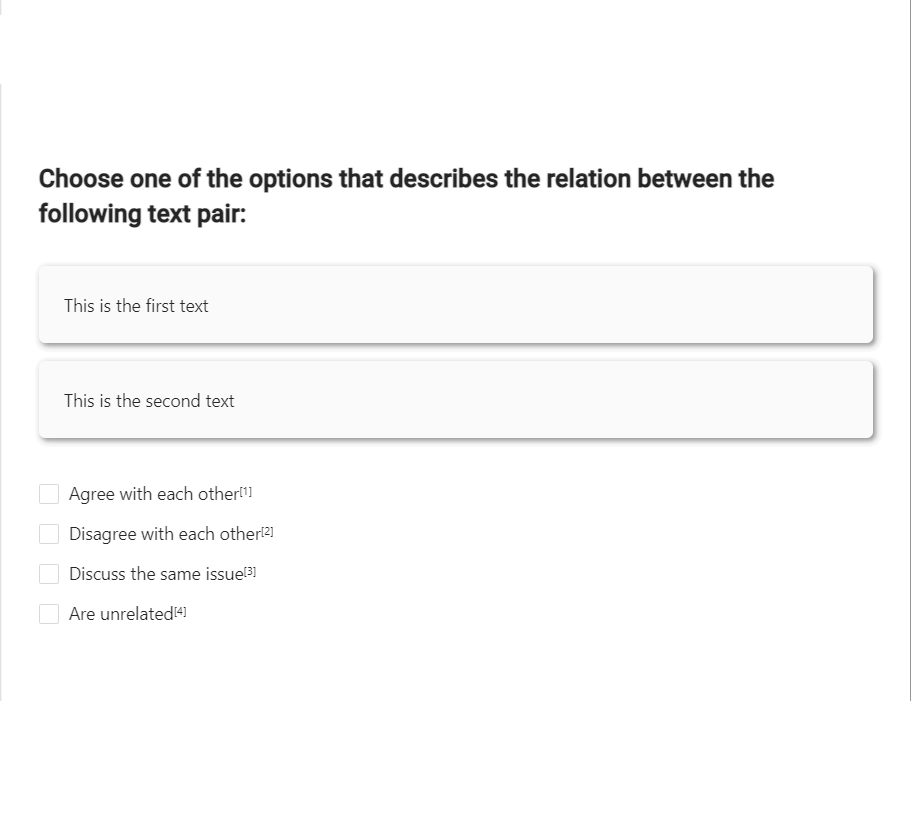 Choose one of the options that describes the relation between the
following text pair:
This is the first text
This is the second text
Agree with each other[1]
Disagree with each other[2]
Discuss the same issue[3]
Are unrelated[4]